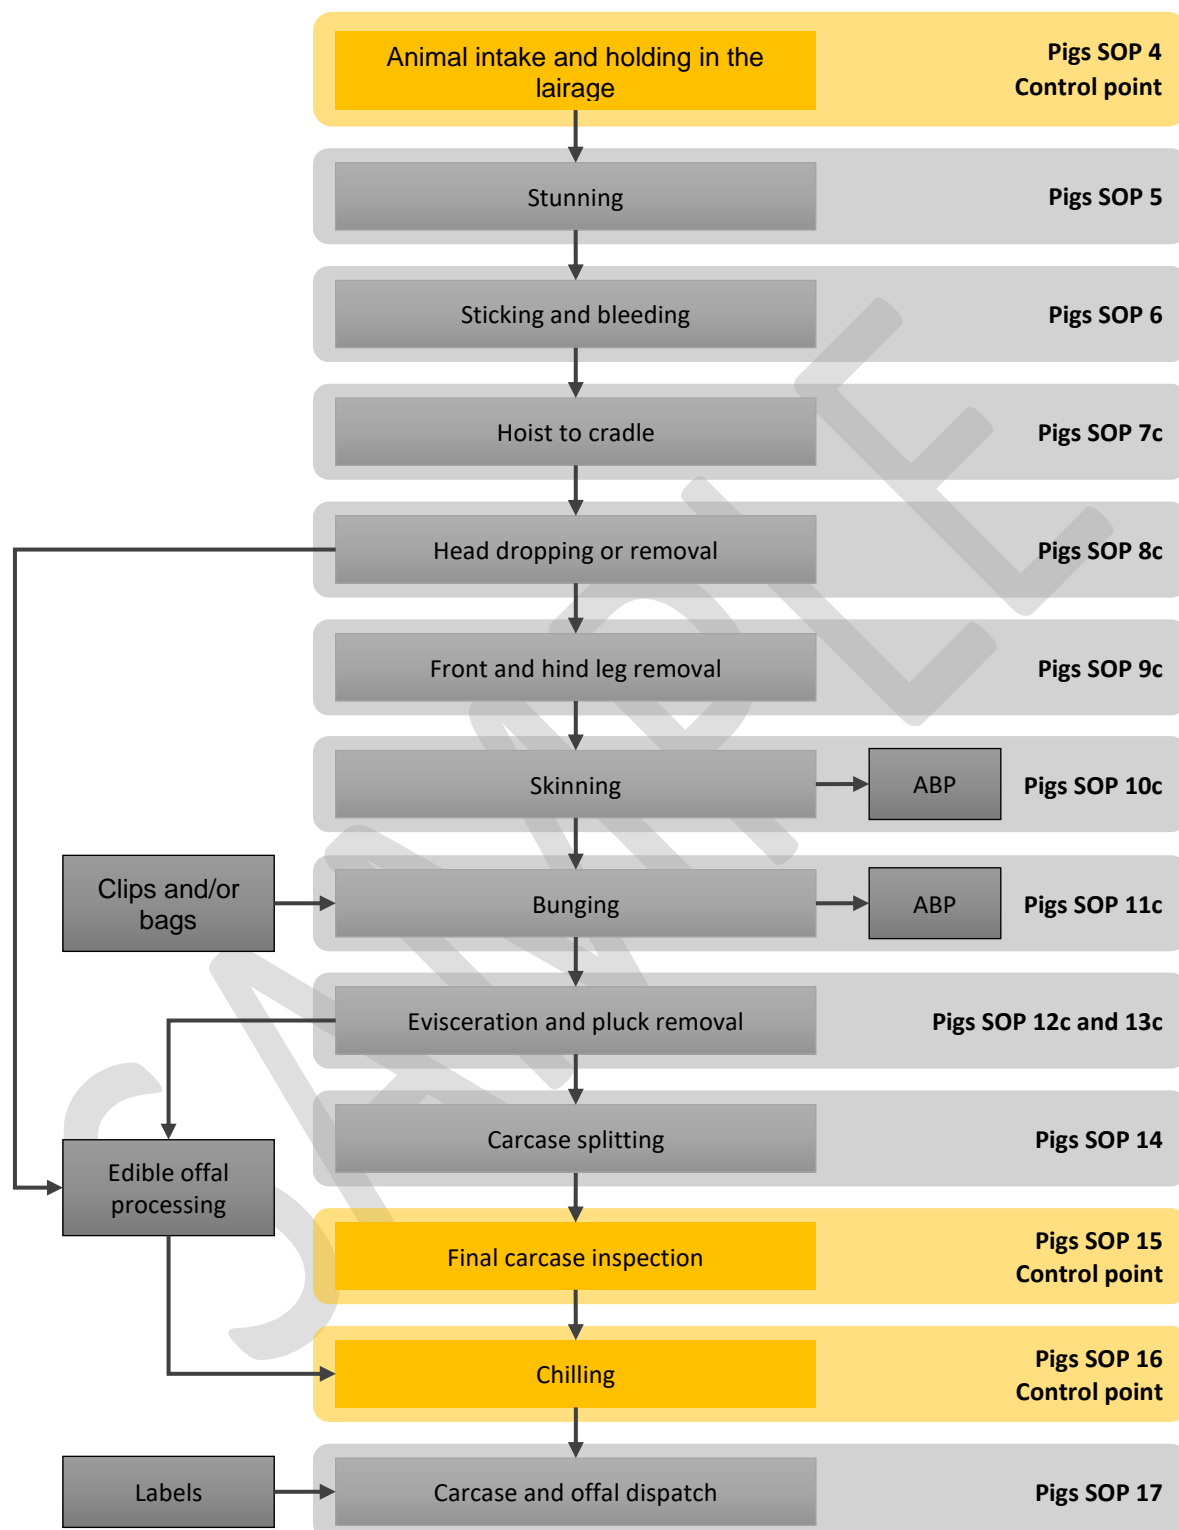 Animal intake and holding in the
lairage
Pigs SOP 4
Control point
Stunning
Pigs SOP 5
Sticking and bleeding
Pigs SOP 6
Hoist to cradle
Pigs SOP 7c
Head dropping or removal
Pigs SOP 8c
Front and hind leg removal
Pigs SOP 9c
Skinning
ABP
Pigs SOP 10c
Clips and/or
bags
Bunging
ABP
Pigs SOP 11c
Evisceration and pluck removal
Pigs SOP 12c and 13c
Carcase splitting
Pigs SOP 14
Edible offal
processing
Final carcase inspection
Pigs SOP 15
Control point
Chilling
Pigs SOP 16
Control point
Labels
Carcase and offal dispatch
Pigs SOP 17
SAMPLE